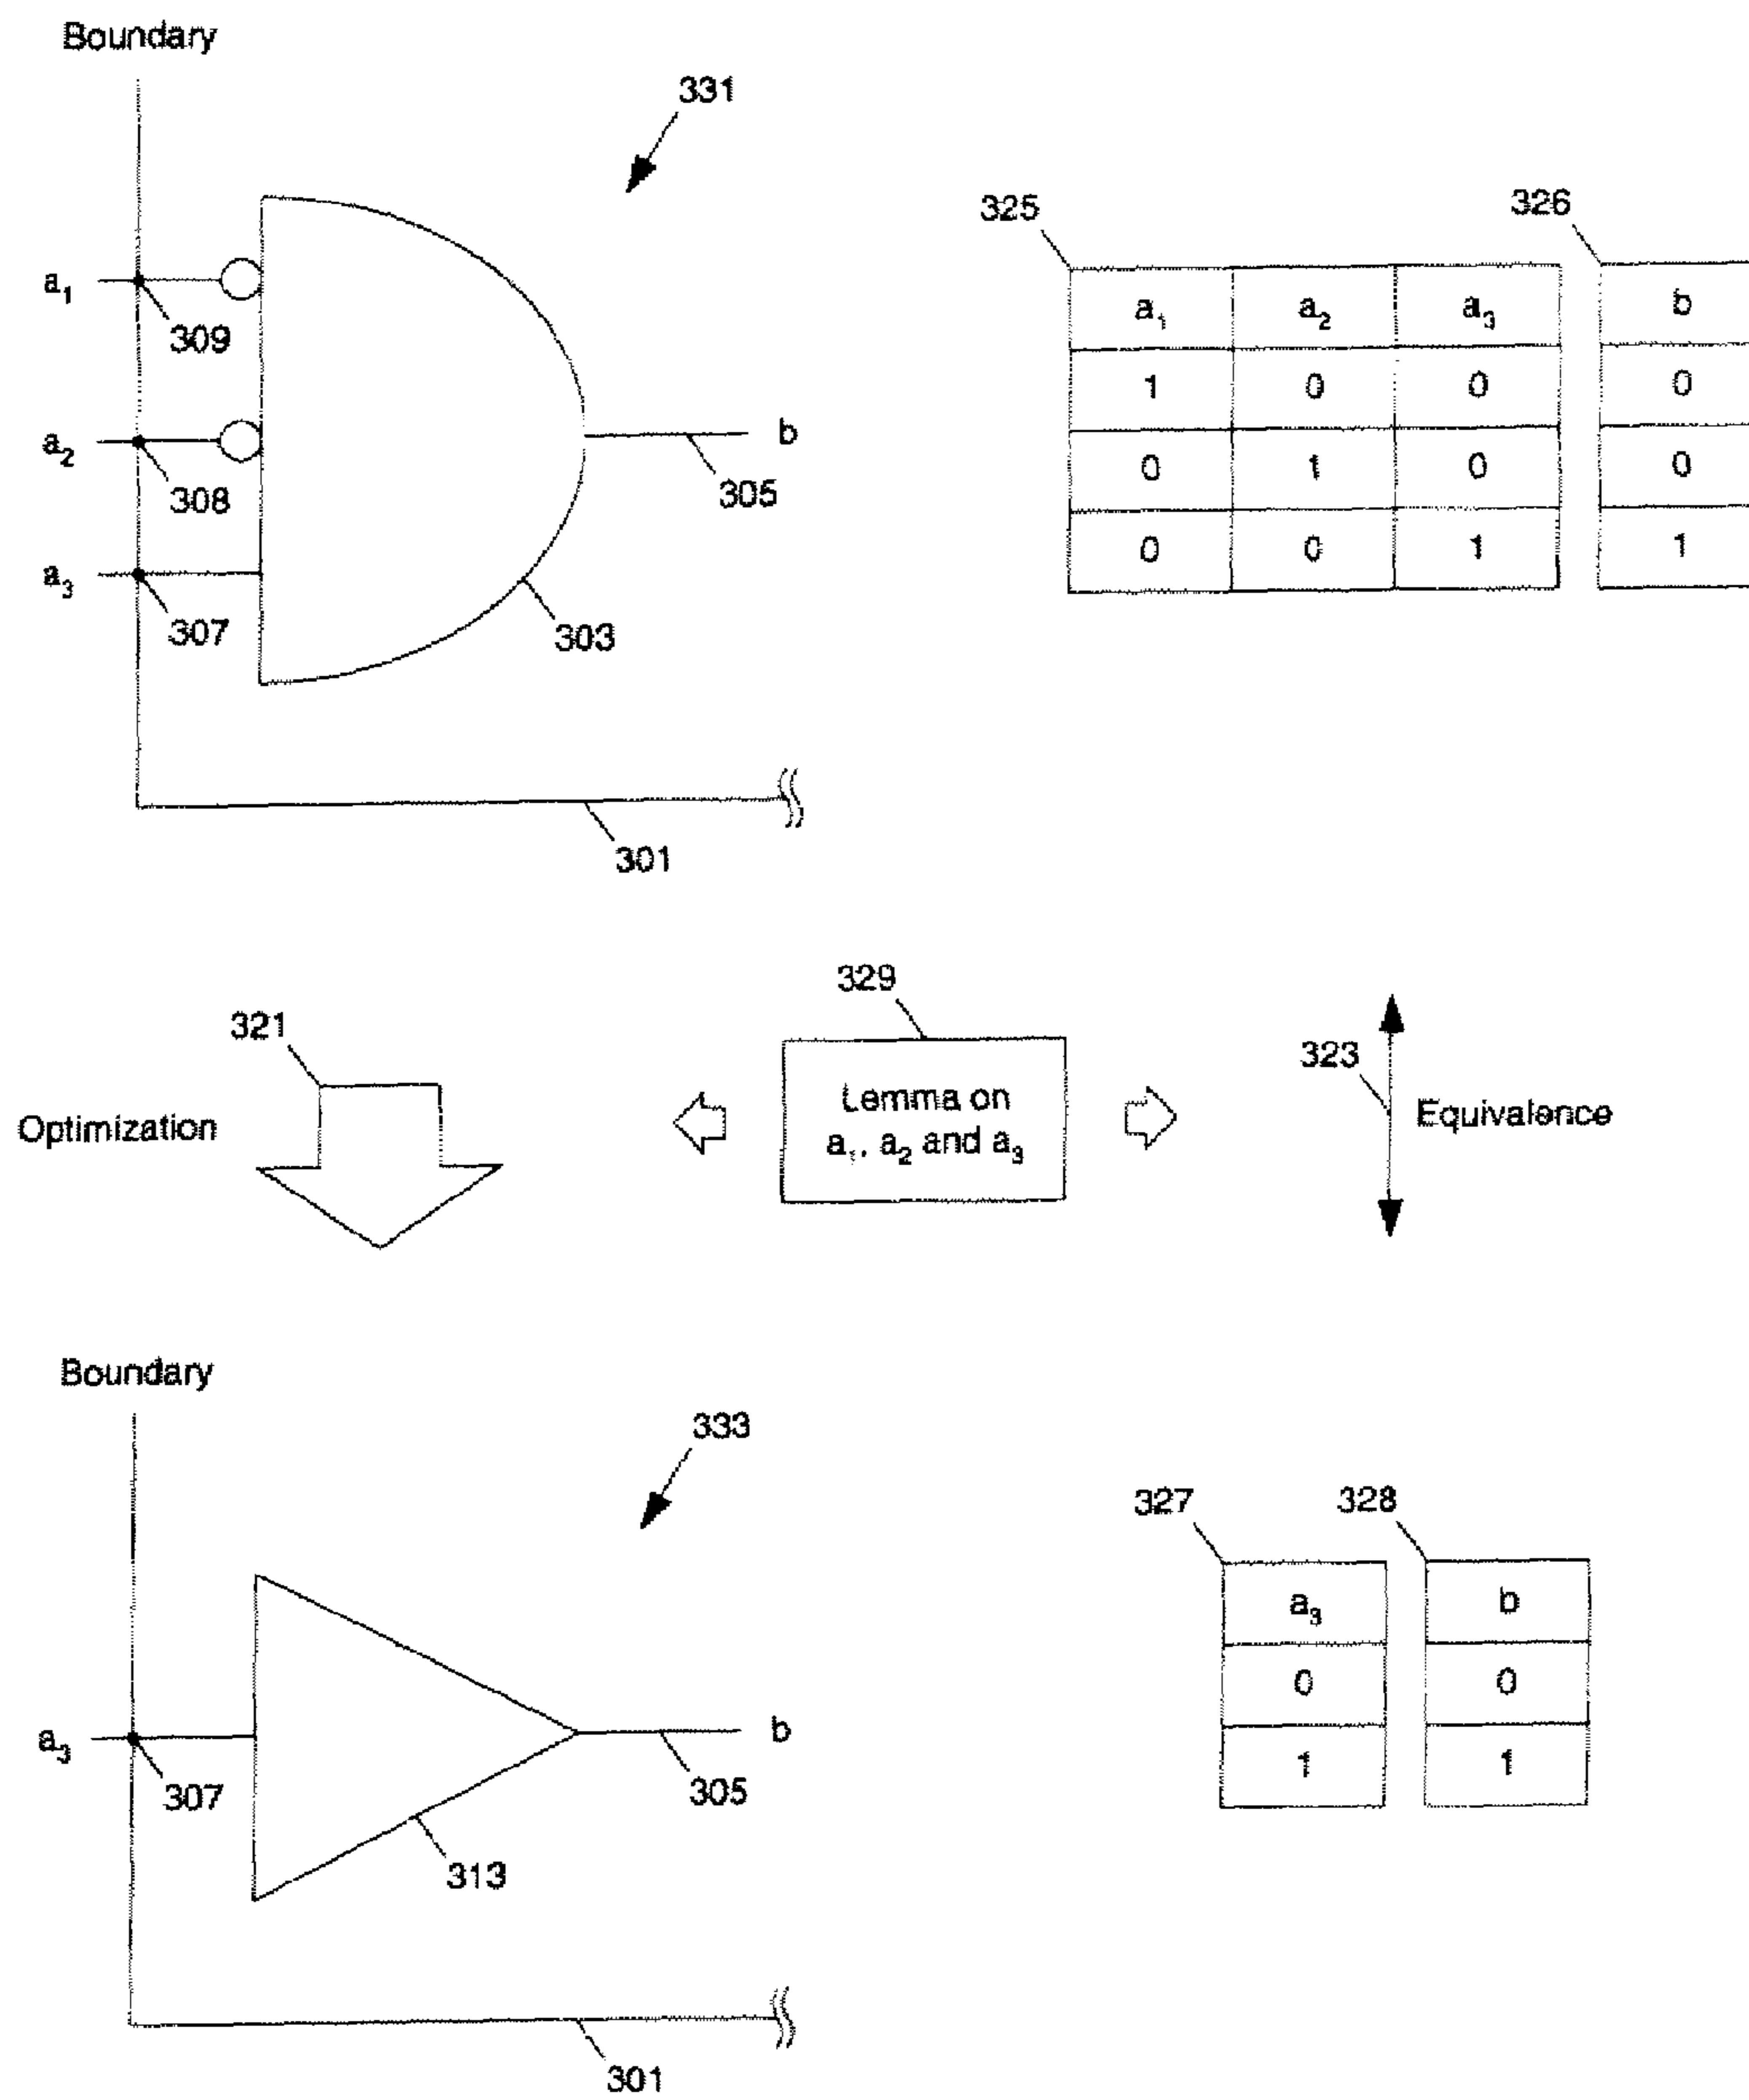 Boundary
331
a₁
309
a₂
308
a₃
307
b
305
303
301
325
326
a₁ a₂ a₃ b
1 0 0 0
0 1 0 0
0 0 1 1
321
Optimization
329
Lemma on
a₁, a₂ and a₃
323
Equivalence
Boundary
333
a₃
307
b
305
313
301
327
328
a₃ b
0 0
1 1